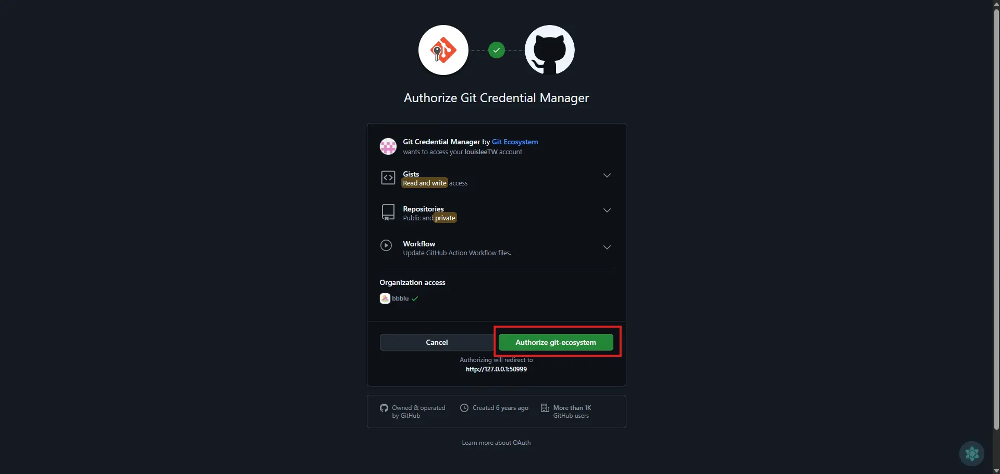 Authorize Git Credential Manager
Git Credential Manager by Git Ecosystem
wants to access your louisleeTW account
Gists
Read and write access
Repositories
Public and private
Workflow
Update GitHub Action Workflow files.
Organization access
bbblu
Cancel
Authorize git-ecosystem
Authorizing will redirect to
http://127.0.0.1:50999
Owned & operated
by GitHub
Created 6 years ago
More than 1K
GitHub users
Learn more about OAuth